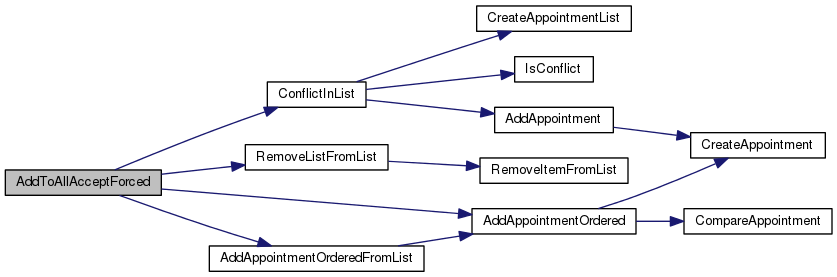 CreateAppointmentList
IsConflict
ConflictInList
AddAppointment
CreateAppointment
RemoveListFromList
RemoveItemFromList
AddToAllAcceptForced
AddAppointmentOrdered
CompareAppointment
AddAppointmentOrderedFromList